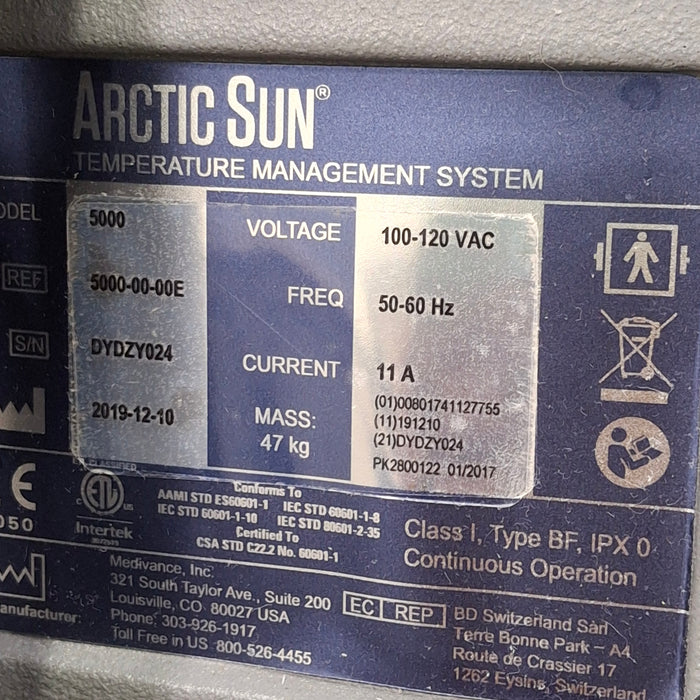 ARCTIC SUN®
TEMPERATURE MANAGEMENT SYSTEM
ODEL 5000 VOLTAGE 100-120 VAC
REF 5000-00-00E FREQ 50-60 Hz
S/N DYDZY024 CURRENT 11 A
2019-12-10 MASS: 47 kg
(01)00801741127755
(11)191210
(21)DYDZY024
PK2800122 01/2017
CLASSIFIED
C ETL US
Intertek
CE
050
Conforms To
AAMI STD ES60601-1 IEC STD 60601-1-8
IEC STD 60601-1-10 IEC STD 80601-2-35
Certified To
CSA STD C22.2 No. 60601-1
Class I, Type BF, IPX 0
Continuous Operation
anufacturer:
Medivance, Inc.
321 South Taylor Ave., Suite 200
Louisville, CO 80027 USA
Phone: 303-926-1917
Toll Free in US 800-526-4455
EC REP
BD Switzerland Sàrl
Terre Bonne Park – A4
Route de Crassier 17
1262 Eysins, Switzerland